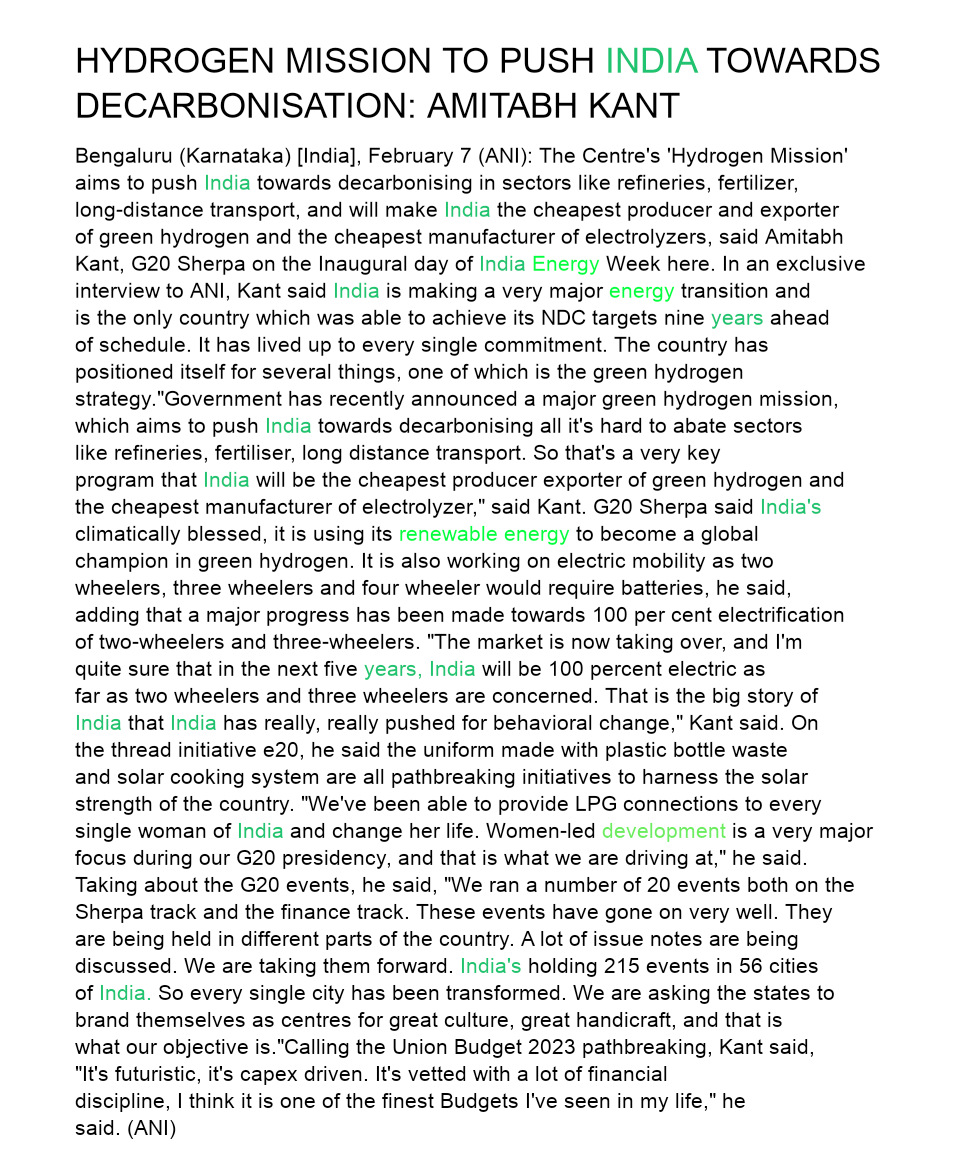 HYDROGEN MISSION TO PUSH INDIA TOWARDS
DECARBONISATION: AMITABH KANT
Bengaluru (Karnataka) [India], February 7 (ANI): The Centre's 'Hydrogen Mission'
aims to push India towards decarbonising in sectors like refineries, fertilizer,
long-distance transport, and will make India the cheapest producer and exporter
of green hydrogen and the cheapest manufacturer of electrolyzers, said Amitabh
Kant, G20 Sherpa on the Inaugural day of India Energy Week here. In an exclusive
interview to ANI, Kant said India is making a very major energy transition and
is the only country which was able to achieve its NDC targets nine years ahead
of schedule. It has lived up to every single commitment. The country has
positioned itself for several things, one of which is the green hydrogen
strategy."Government has recently announced a major green hydrogen mission,
which aims to push India towards decarbonising all it's hard to abate sectors
like refineries, fertiliser, long distance transport. So that's a very key
program that India will be the cheapest producer exporter of green hydrogen and
the cheapest manufacturer of electrolyzer," said Kant. G20 Sherpa said India's
climatically blessed, it is using its renewable energy to become a global
champion in green hydrogen. It is also working on electric mobility as two
wheelers, three wheelers and four wheeler would require batteries, he said,
adding that a major progress has been made towards 100 per cent electrification
of two-wheelers and three-wheelers. "The market is now taking over, and I'm
quite sure that in the next five years, India will be 100 percent electric as
far as two wheelers and three wheelers are concerned. That is the big story of
India that India has really, really pushed for behavioral change," Kant said. On
the thread initiative e20, he said the uniform made with plastic bottle waste
and solar cooking system are all pathbreaking initiatives to harness the solar
strength of the country. "We've been able to provide LPG connections to every
single woman of India and change her life. Women-led development is a very major
focus during our G20 presidency, and that is what we are driving at," he said.
Taking about the G20 events, he said, "We ran a number of 20 events both on the
Sherpa track and the finance track. These events have gone on very well. They
are being held in different parts of the country. A lot of issue notes are being
discussed. We are taking them forward. India's holding 215 events in 56 cities
of India. So every single city has been transformed. We are asking the states to
brand themselves as centres for great culture, great handicraft, and that is
what our objective is."Calling the Union Budget 2023 pathbreaking, Kant said,
"It's futuristic, it's capex driven. It's vetted with a lot of financial
discipline, I think it is one of the finest Budgets I've seen in my life," he
said. (ANI)